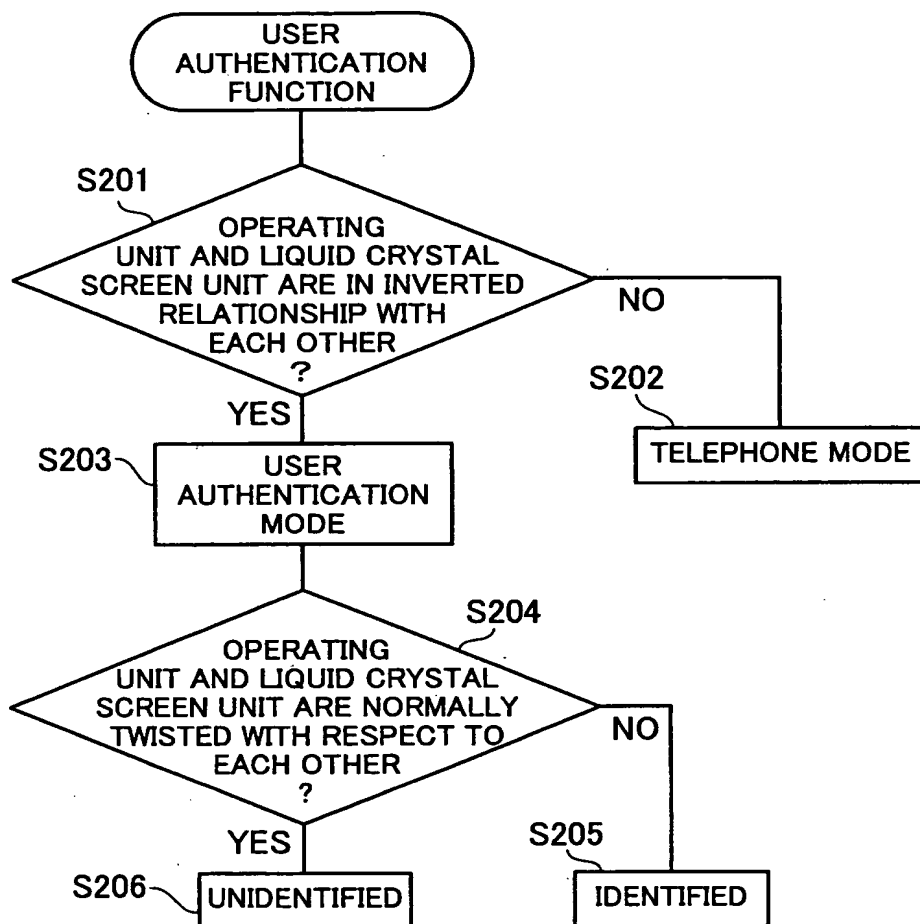 USER
AUTHENTICATION
FUNCTION
S201
OPERATING
UNIT AND LIQUID CRYSTAL
SCREEN UNIT ARE IN INVERTED
RELATIONSHIP WITH
EACH OTHER
?
NO
YES
S202
TELEPHONE MODE
S203
USER
AUTHENTICATION
MODE
S204
OPERATING
UNIT AND LIQUID CRYSTAL
SCREEN UNIT ARE NORMALLY
TWISTED WITH RESPECT TO
EACH OTHER
?
NO
YES
S205
IDENTIFIED
S206
UNIDENTIFIED